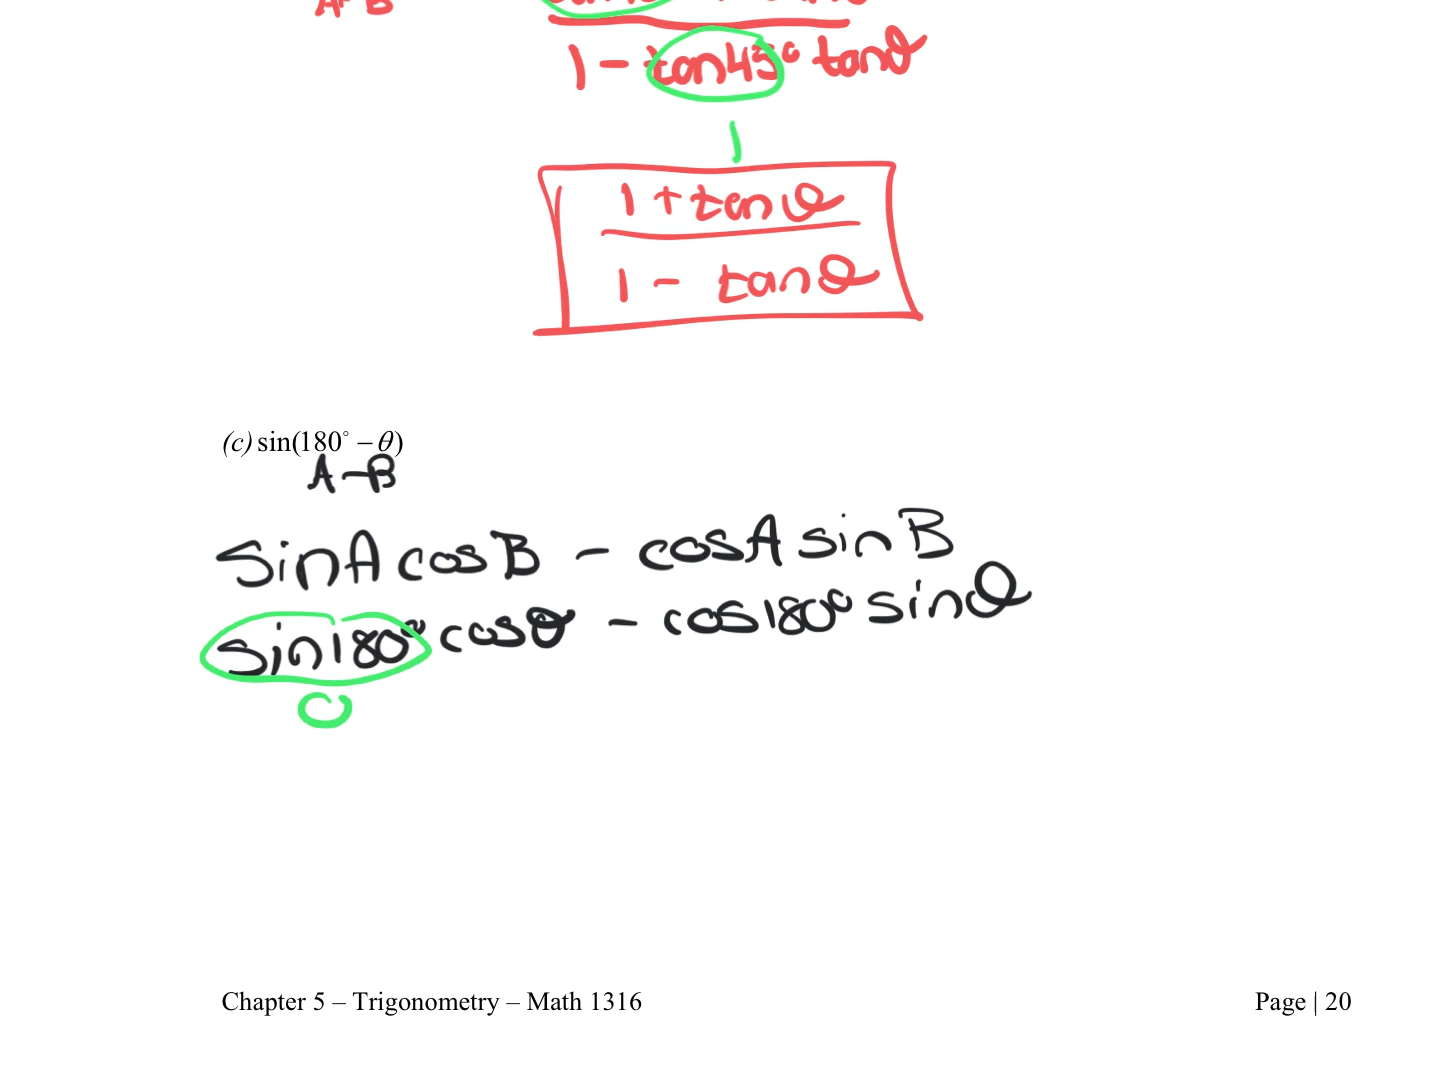 A+ B
1 - tan45° tanθ
1
1 + tanθ
1 - tanθ
(c) sin(180° – θ)
A-B
sinA cosB - cosA sinB
sin180° cosθ - cos180° sinθ
0
Chapter 5 – Trigonometry – Math 1316
Page | 20